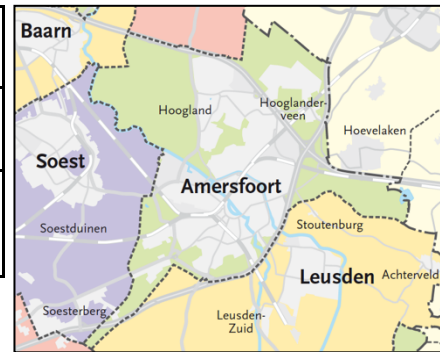 Baarn
Hoogland
Hooglander-
veen
Hoevelaken
Soest
Amersfoort
Soestduinen
Stoutenburg
Leusden
Achterveld
Soesterberg
Leusden-
Zuid